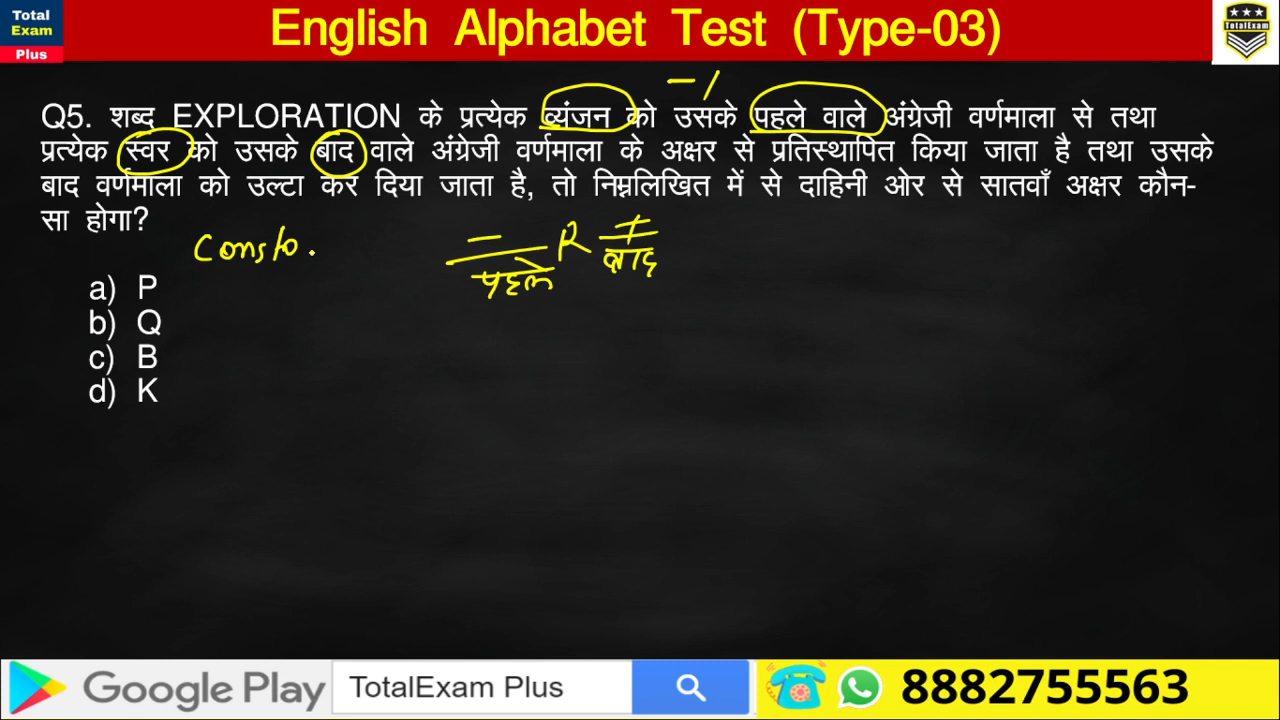 Total
Exam
Plus
English Alphabet Test (Type-03)
TotalExam
Q5. शब्द EXPLORATION के प्रत्येक व्यंजन को उसके पहले वाले अंग्रेजी वर्णमाला से तथा
प्रत्येक स्वर को उसके बाद वाले अंग्रेजी वर्णमाला के अक्षर से प्रतिस्थापित किया जाता है तथा उसके
बाद वर्णमाला को उल्टा कर दिया जाता है, तो निम्नलिखित में से दाहिनी ओर से सातवाँ अक्षर कौन-
सा होगा?
a) P
b) Q
c) B
d) K
- R +
पहले बाद
Google Play
TotalExam Plus
8882755563